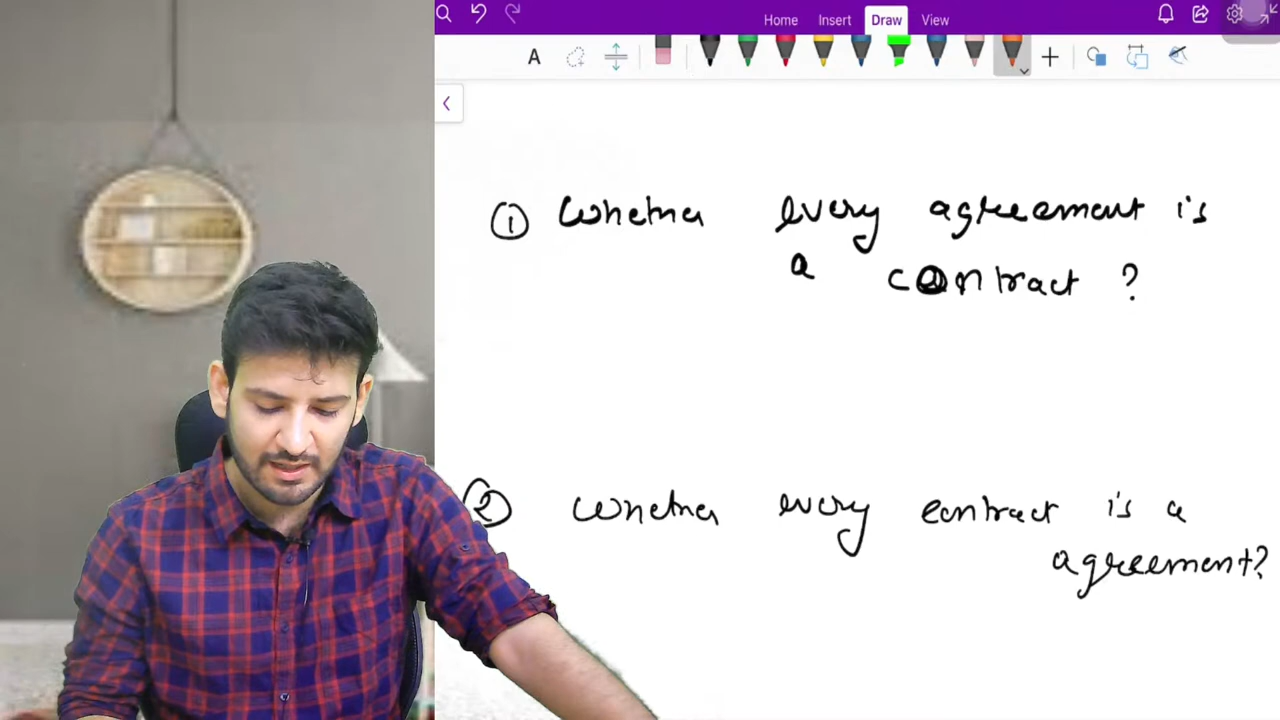 Home Insert Draw View
A
① Whether every agreement is
a contract ?
② Whether every contract is a
agreement?